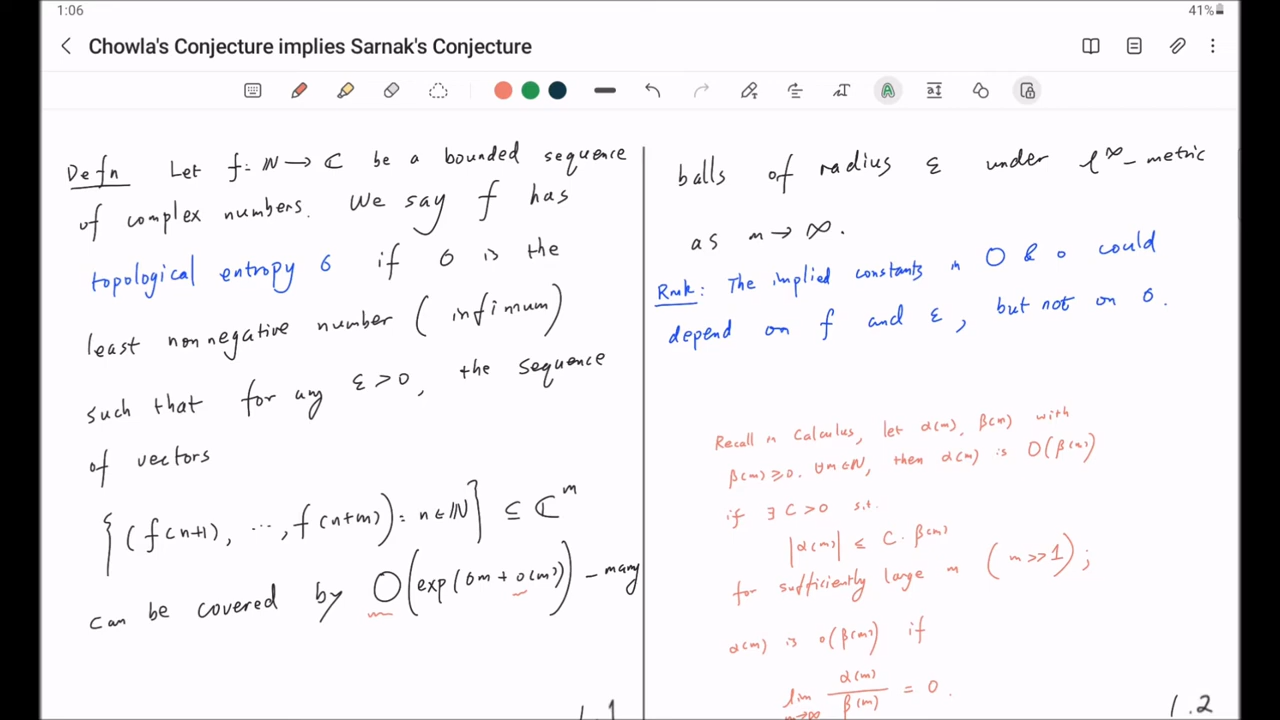 1:06
41%
Chowla's Conjecture implies Sarnak's Conjecture
Defn Let f: ℕ → ℂ be a bounded sequence
of complex numbers. We say f has
topological entropy σ if σ is the
least nonnegative number (infimum)
such that for any ε > 0, the sequence
of vectors
{(f(n+1), ..., f(n+m)) : n ∈ ℕ} ⊆ ℂ^m
can be covered by O(exp(σm + o(m))) - many
1.1
balls of radius ε under ℓ^∞ - metric
as m → ∞.
Rmk: The implied constants in O & o could
depend on f and ε, but not on σ.
Recall in Calculus, let α(m), β(m) with
β(m) ≥ 0. ∀m∈ℕ, then α(m) is O(β(m))
if ∃ C > 0 s.t.
|α(m)| ≤ C · β(m)
for sufficiently large m (m >> 1);
α(m) is o(β(m)) if
lim m→∞ α(m)/β(m) = 0.
1.2